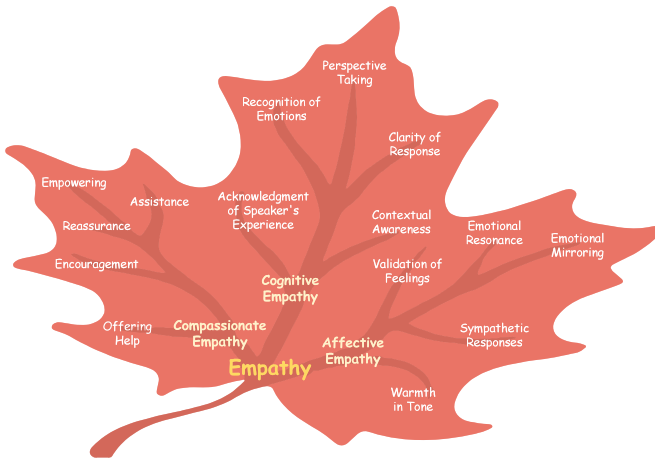 Perspective
Taking
Recognition of
Emotions
Clarity of
Response
Empowering
Assistance
Acknowledgment
of Speaker's
Experience
Reassurance
Contextual
Awareness
Emotional
Resonance
Emotional
Mirroring
Encouragement
Validation of
Feelings
Cognitive
Empathy
Offering
Help
Compassionate
Empathy
Affective
Empathy
Sympathetic
Responses
Empathy
Warmth
in Tone